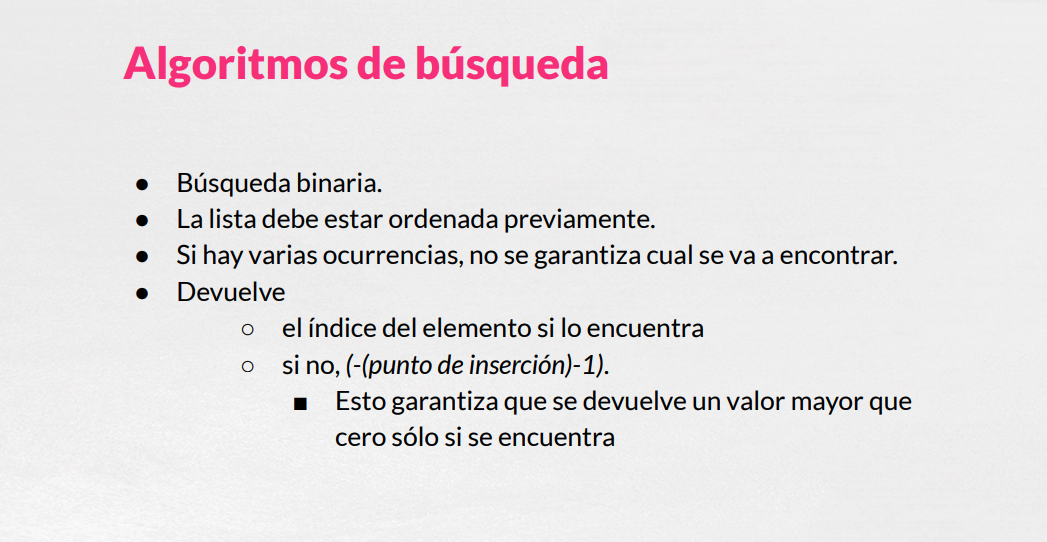 Algoritmos de búsqueda
● Búsqueda binaria.
● La lista debe estar ordenada previamente.
● Si hay varias ocurrencias, no se garantiza cual se va a encontrar.
● Devuelve
○ el índice del elemento si lo encuentra
○ si no, (-(punto de inserción)-1).
■ Esto garantiza que se devuelve un valor mayor que
cero sólo si se encuentra